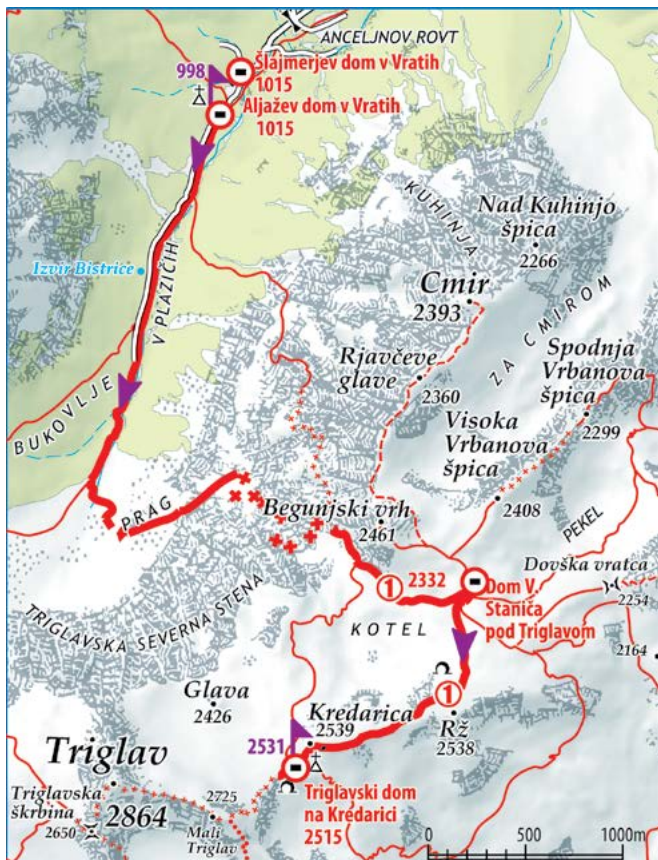 ANCELJNOV ROVT
998
Šlajmerjev dom v Vratih
1015
Aljažev dom v Vratih
1015
KUHINJA
Nad Kuhinjo
špica
2266
Izvir Bistrice
V PLAZIČIH
Cmir
2393
ZA CMIROM
Rjavčeve
glave
2360
Spodnja
Vrbanova
špica
2299
BUKOVLJE
Visoka
Vrbanova
špica
2408
PRAG
Begunjski vrh
2461
PEKEL
Dovška vratca
2254
1
2332
Dom V.
Staniča
pod Triglavom
TRIGLAVSKA SEVERNA STENA
KOTEL
2164
Glava
2426
1
Kredarica
2539
Rž
2538
2531
Triglav
2864
Triglavski dom
na Kredarici
2515
Triglavska
škrbina
2650
2725
Mali
Triglav
0 500 1000m